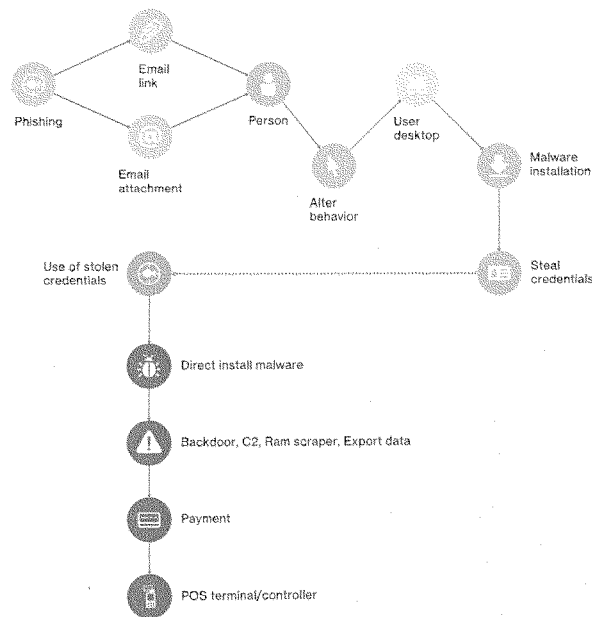 Email
link
Phishing
Person
Email
attachment
User
desktop
Alter
behavior
Malware
installation
Use of stolen
credentials
Steal
credentials
Direct install malware
Backdoor, C2, Ram scraper, Export data
Payment
POS terminal/controller